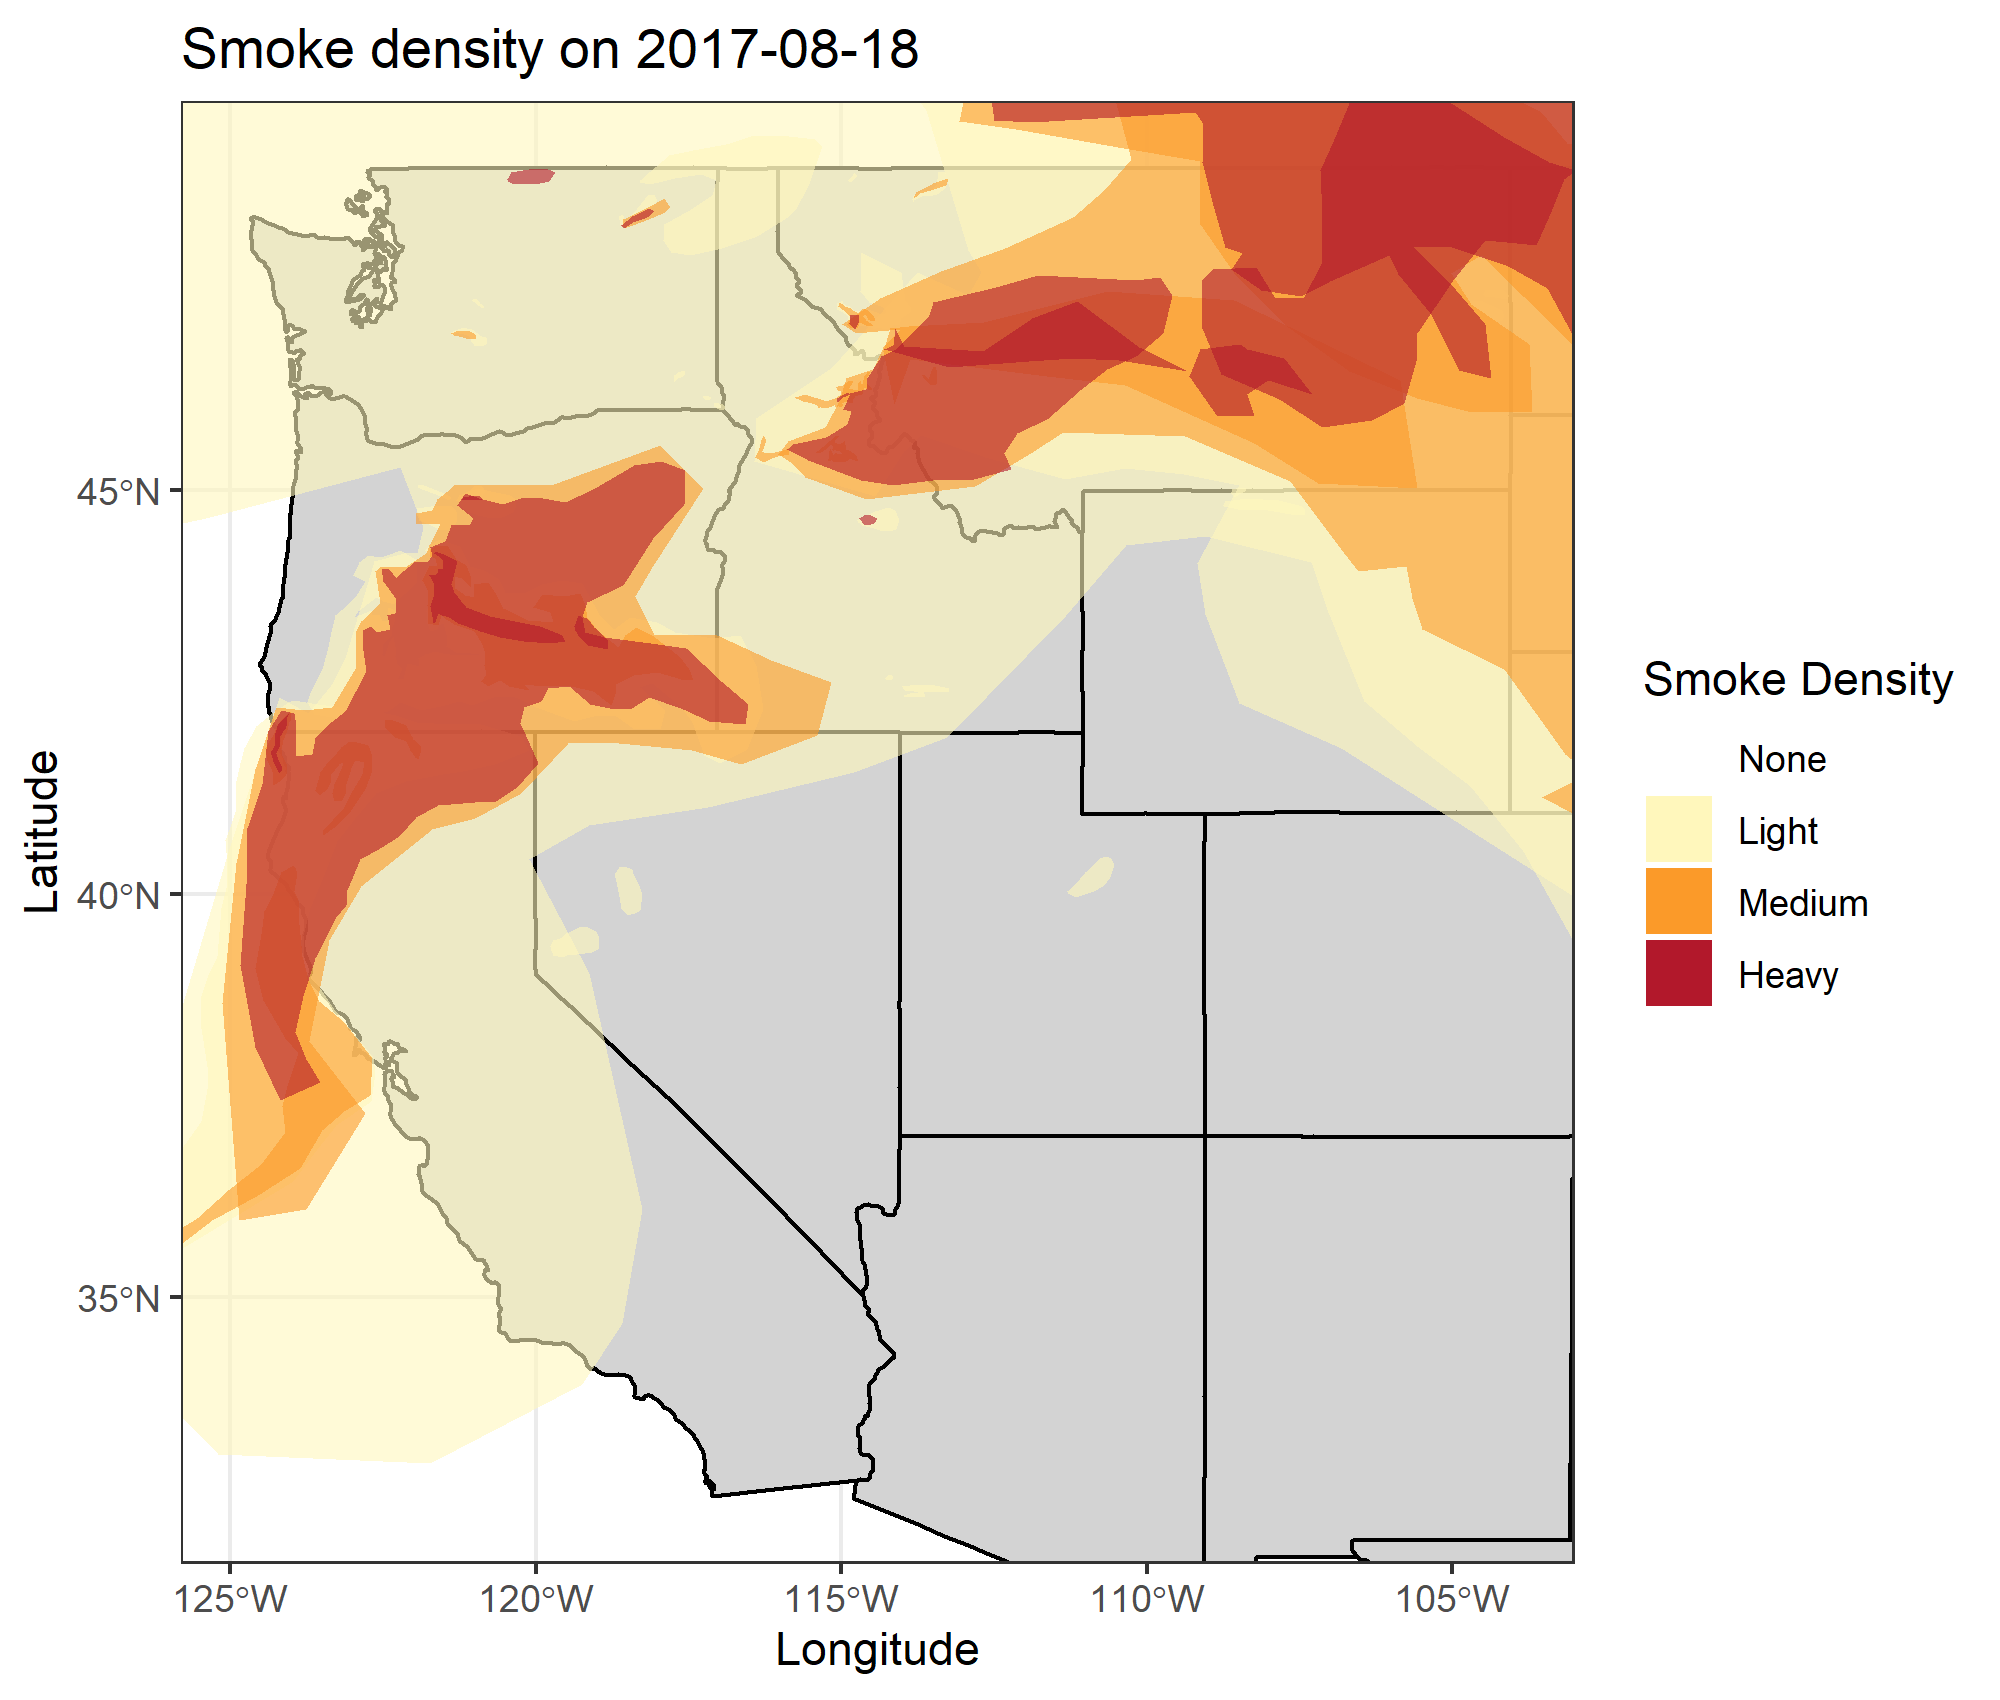 Smoke density on 2017-08-18
Latitude
45°N
40°N
35°N
125°W 120°W 115°W 110°W 105°W
Longitude
Smoke Density
None
Light
Medium
Heavy